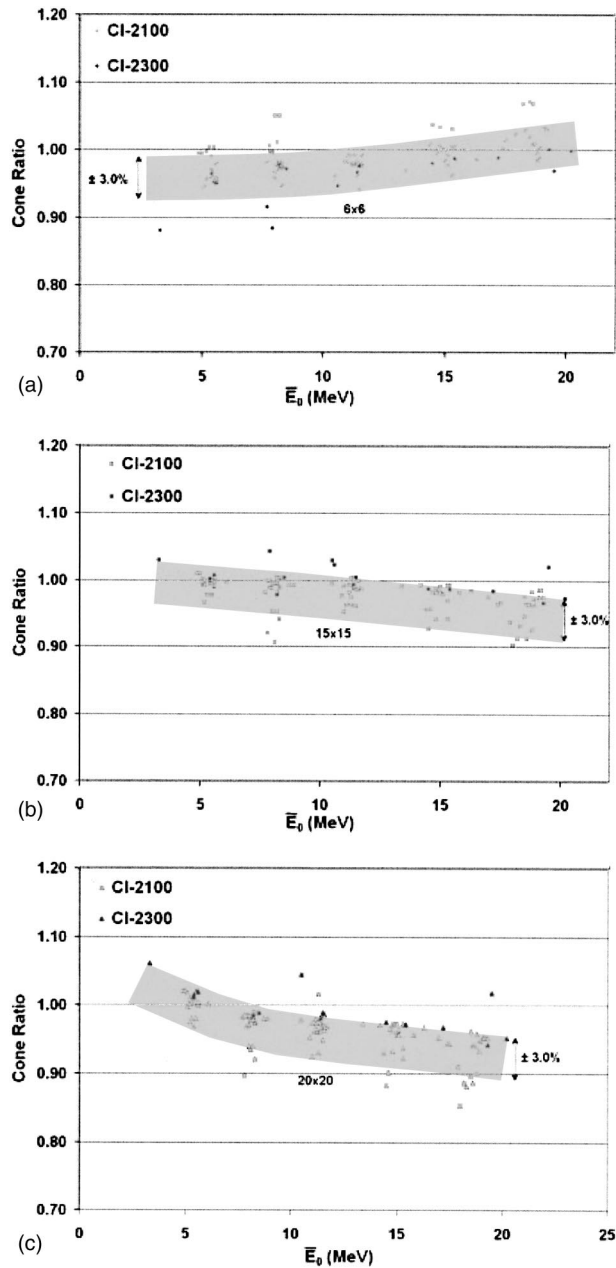 1.20
CI-2100
1.10
CI-2300
Cone Ratio
1.00
± 3.0%
0.90
6x6
0.80
0.70
0 5 10 15 20
(a)
E̅₀ (MeV)
1.20
CI-2100
1.10
CI-2300
Cone Ratio
1.00
± 3.0%
0.90
15x15
0.80
0.70
0 5 10 15 20
(b)
E̅₀ (MeV)
1.20
CI-2100
1.10
CI-2300
Cone Ratio
1.00
± 3.0%
0.90
20x20
0.80
0.70
0 5 10 15 20 25
(c)
E̅₀ (MeV)